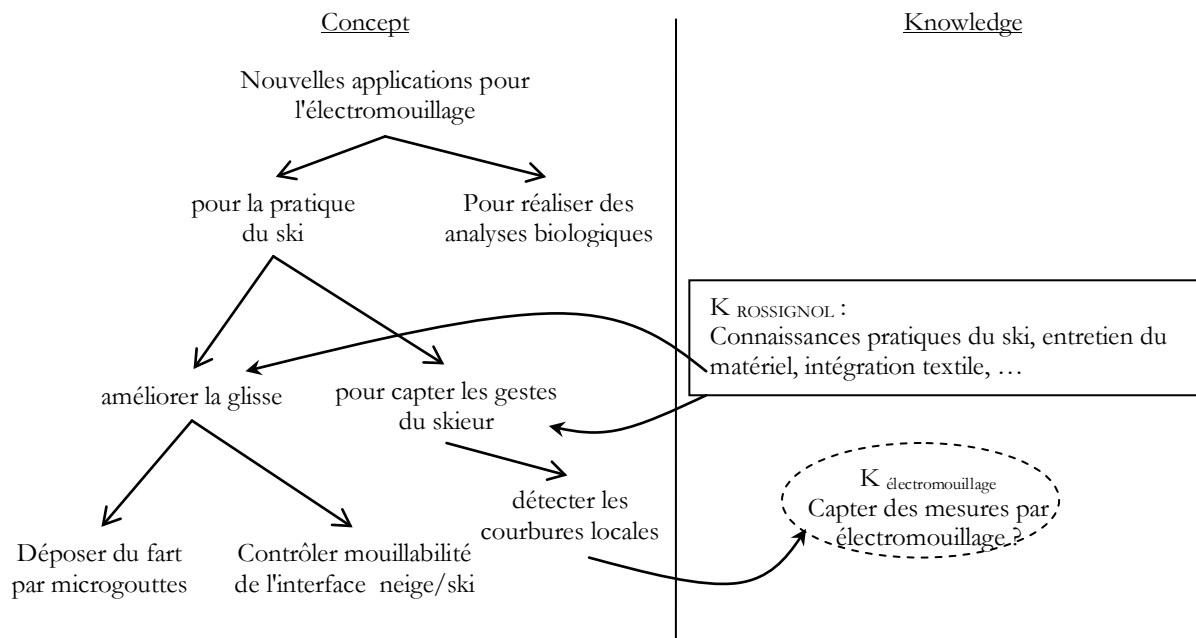 Concept
Knowledge
Nouvelles applications pour
l'électromouillage
pour la pratique
du ski
Pour réaliser des
analyses biologiques
K ROSSIGNOL :
Connaissances pratiques du ski, entretien du
matériel, intégration textile, …
améliorer la glisse
pour capter les gestes
du skieur
détecter les
courbures locales
K électromouillage
Capter des mesures par
électromouillage ?
Déposer du fart
par microgouttes
Contrôler mouillabilité
de l'interface neige/ski